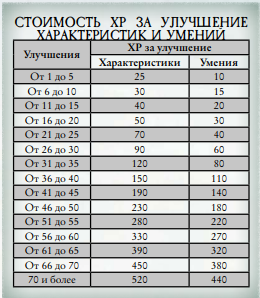 СТОИМОСТЬ XP ЗА УЛУЧШЕНИЕ
ХАРАКТЕРИСТИК И УМЕНИЙ
Улучшения XP за улучшение
Характеристики Умения
От 1 до 5 25 10
От 6 до 10 30 15
От 11 до 15 40 20
От 16 до 20 50 30
От 21 до 25 70 40
От 26 до 30 90 60
От 31 до 35 120 80
От 36 до 40 150 110
От 41 до 45 190 140
От 46 до 50 230 180
От 51 до 55 280 220
От 56 до 60 330 270
От 61 до 65 390 320
От 66 до 70 450 380
70 и более 520 440